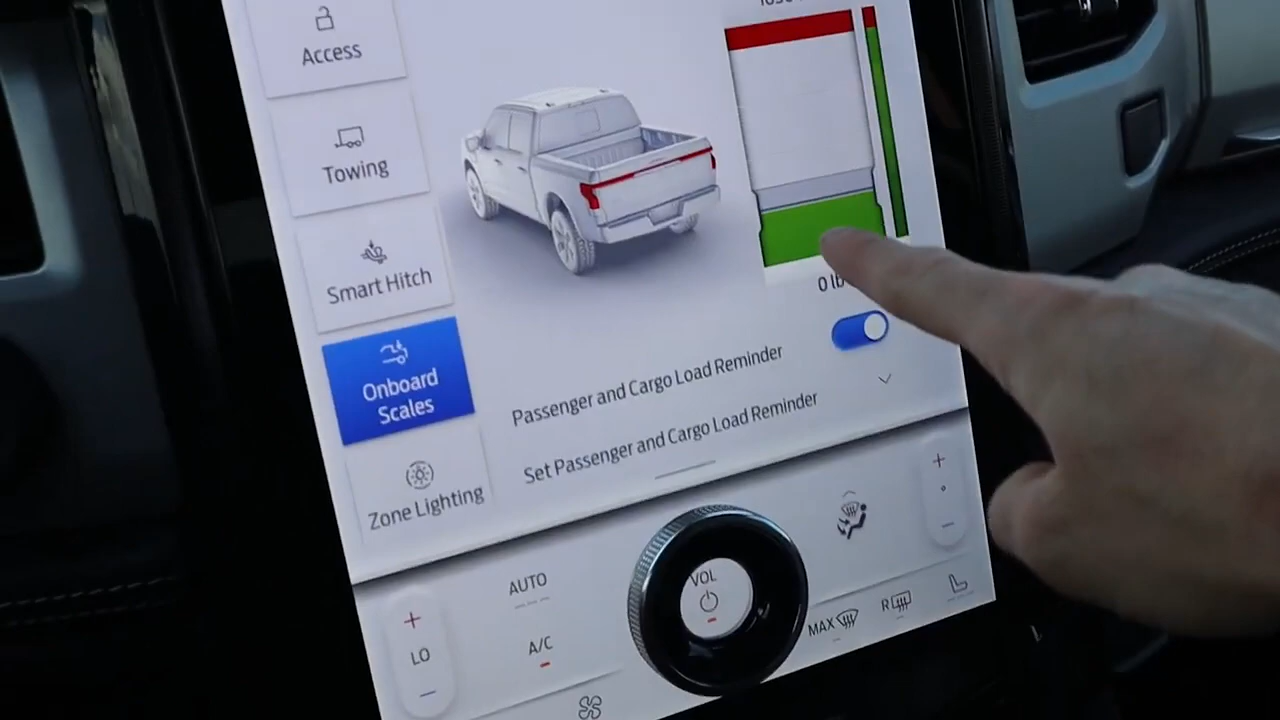 Access
Towing
Smart Hitch
Onboard
Scales
Zone Lighting
0 lb
Passenger and Cargo Load Reminder
Set Passenger and Cargo Load Reminder
AUTO
VOL
LO
A/C
MAX
R